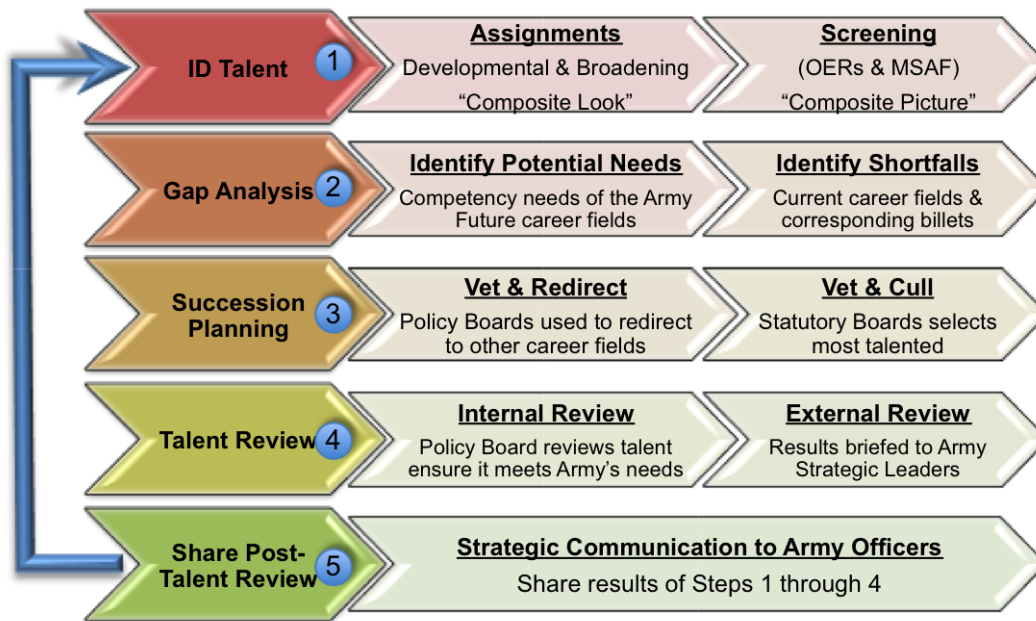 ID Talent
1
Assignments
Developmental & Broadening
“Composite Look”
Screening
(OERs & MSAF)
“Composite Picture”
Gap Analysis
2
Identify Potential Needs
Competency needs of the Army
Future career fields
Identify Shortfalls
Current career fields &
corresponding billets
Succession
Planning
3
Vet & Redirect
Policy Boards used to redirect
to other career fields
Vet & Cull
Statutory Boards selects
most talented
Talent Review
4
Internal Review
Policy Board reviews talent
ensure it meets Army’s needs
External Review
Results briefed to Army
Strategic Leaders
Share Post-
Talent Review
5
Strategic Communication to Army Officers
Share results of Steps 1 through 4